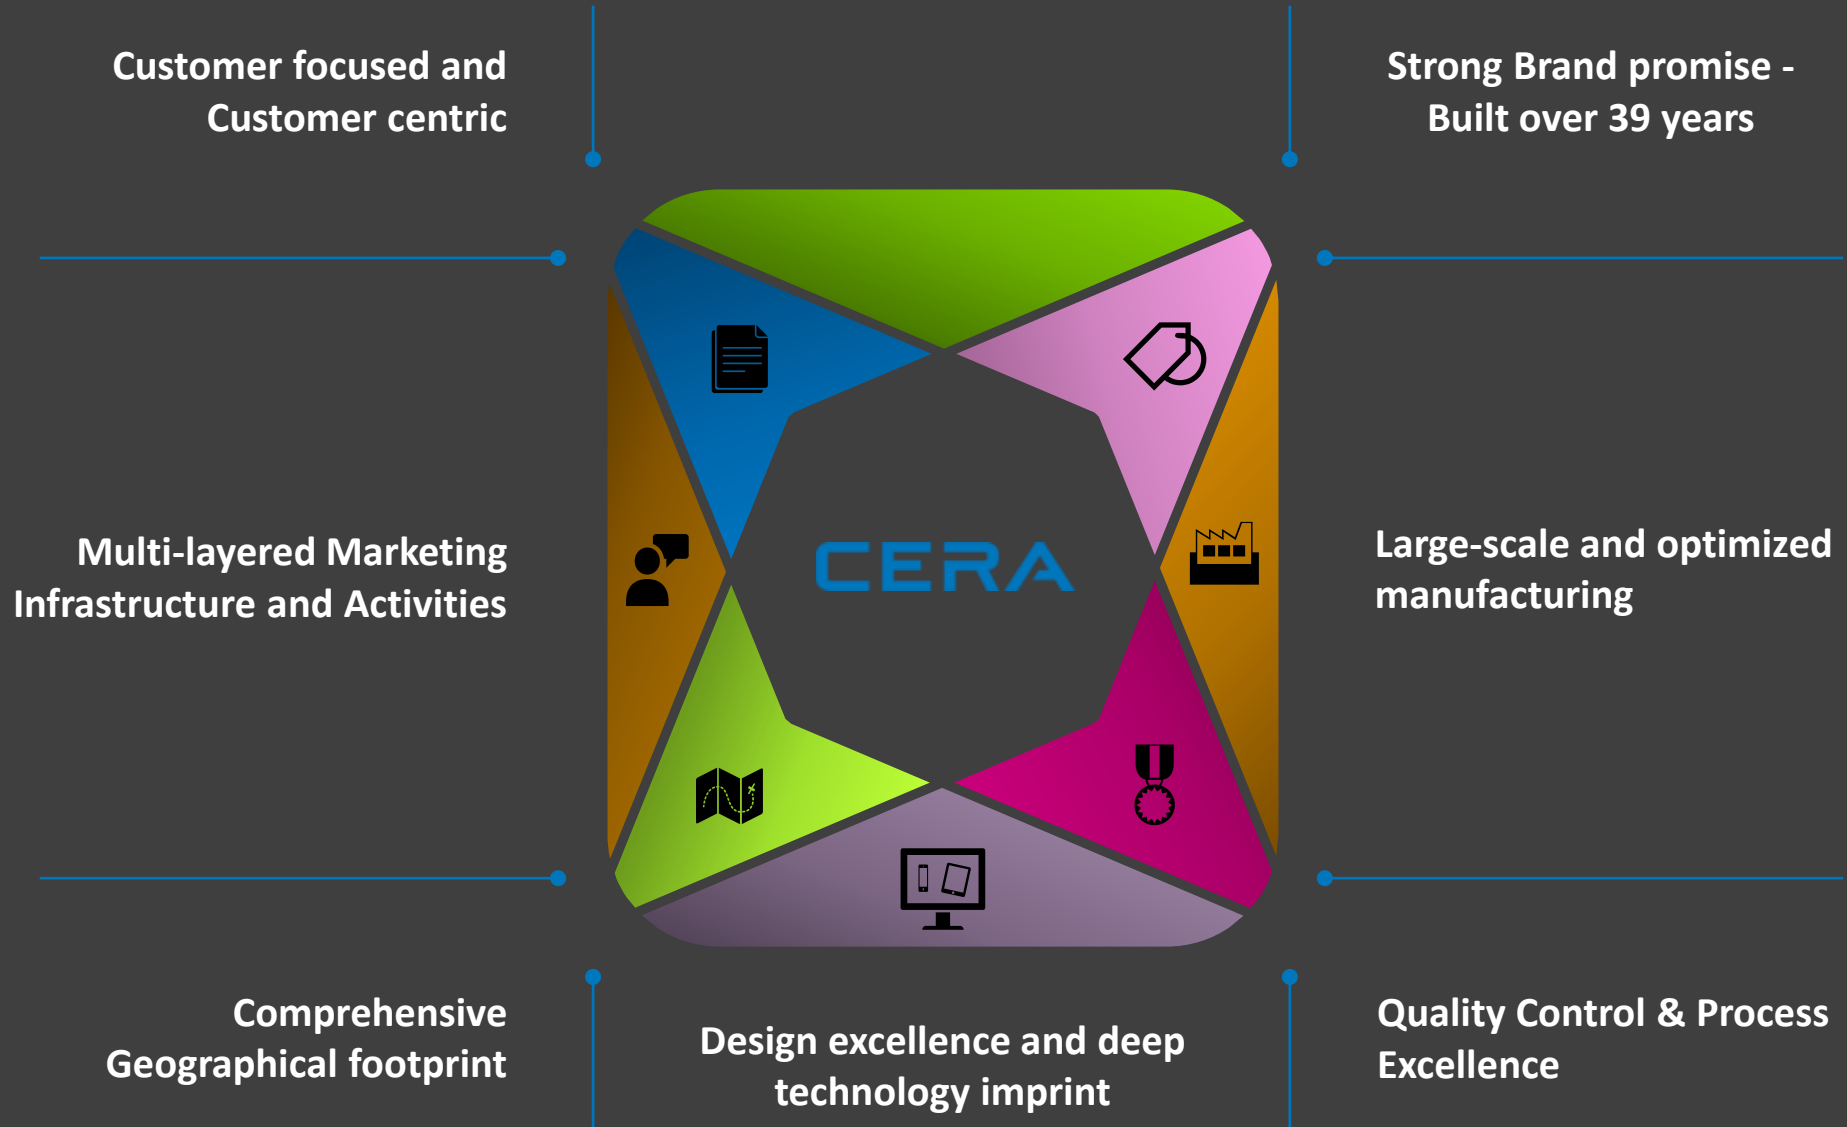 Customer focused and
Customer centric
Strong Brand promise -
Built over 39 years
Multi-layered Marketing
Infrastructure and Activities
CERA
Large-scale and optimized
manufacturing
Comprehensive
Geographical footprint
Design excellence and deep
technology imprint
Quality Control & Process
Excellence